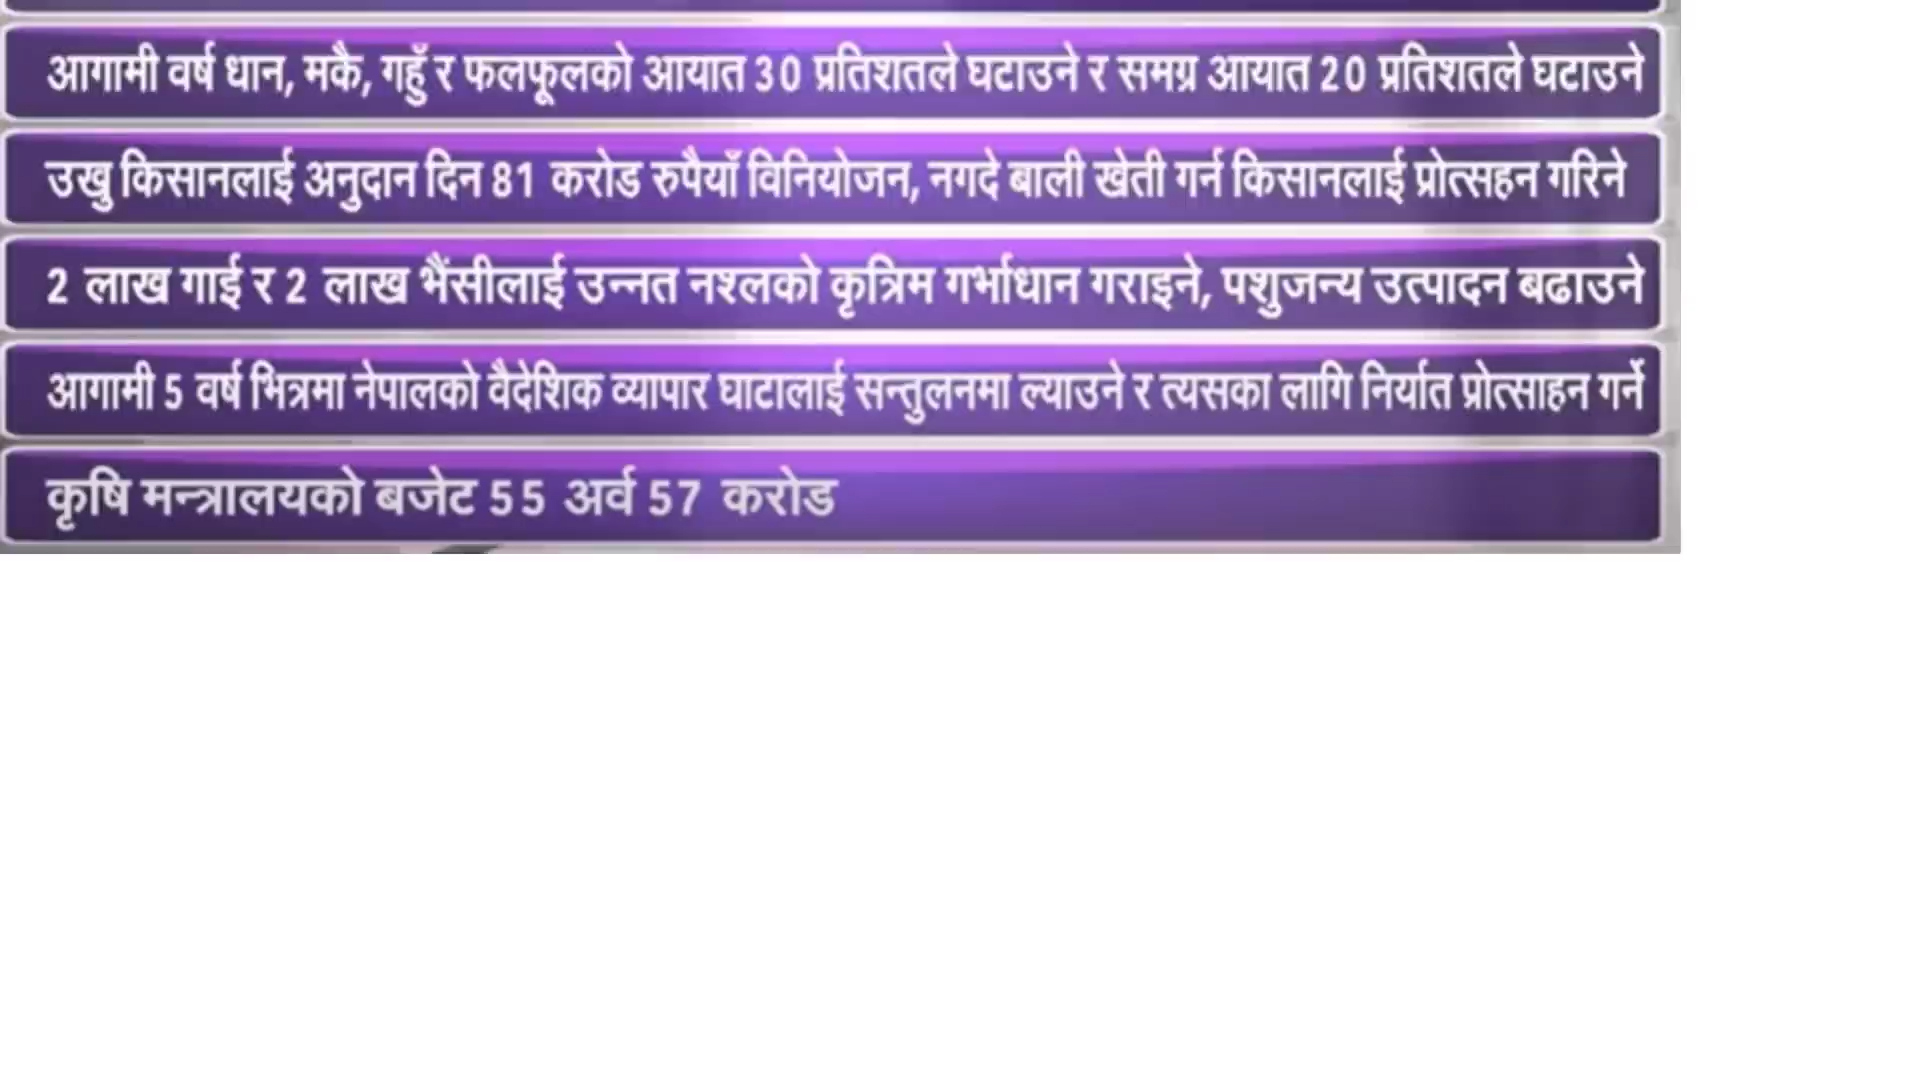 आगामी वर्ष धान, मकै, गहुँ र फलफूलको आयात 30 प्रतिशतले घटाउने र समग्र आयात 20 प्रतिशतले घटाउने
उखु किसानलाई अनुदान दिन 81 करोड रुपैयाँ विनियोजन, नगदे बाली खेती गर्न किसानलाई प्रोत्सहन गरिने
2 लाख गाई र 2 लाख भैंसीलाई उन्नत नश्लको कृत्रिम गर्भाधान गराइने, पशुजन्य उत्पादन बढाउने
आगामी 5 वर्ष भित्रमा नेपालको वैदेशिक व्यापार घाटालाई सन्तुलनमा ल्याउने र त्यसका लागि निर्यात प्रोत्साहन गर्ने
कृषि मन्त्रालयको बजेट 55 अर्व 57 करोड